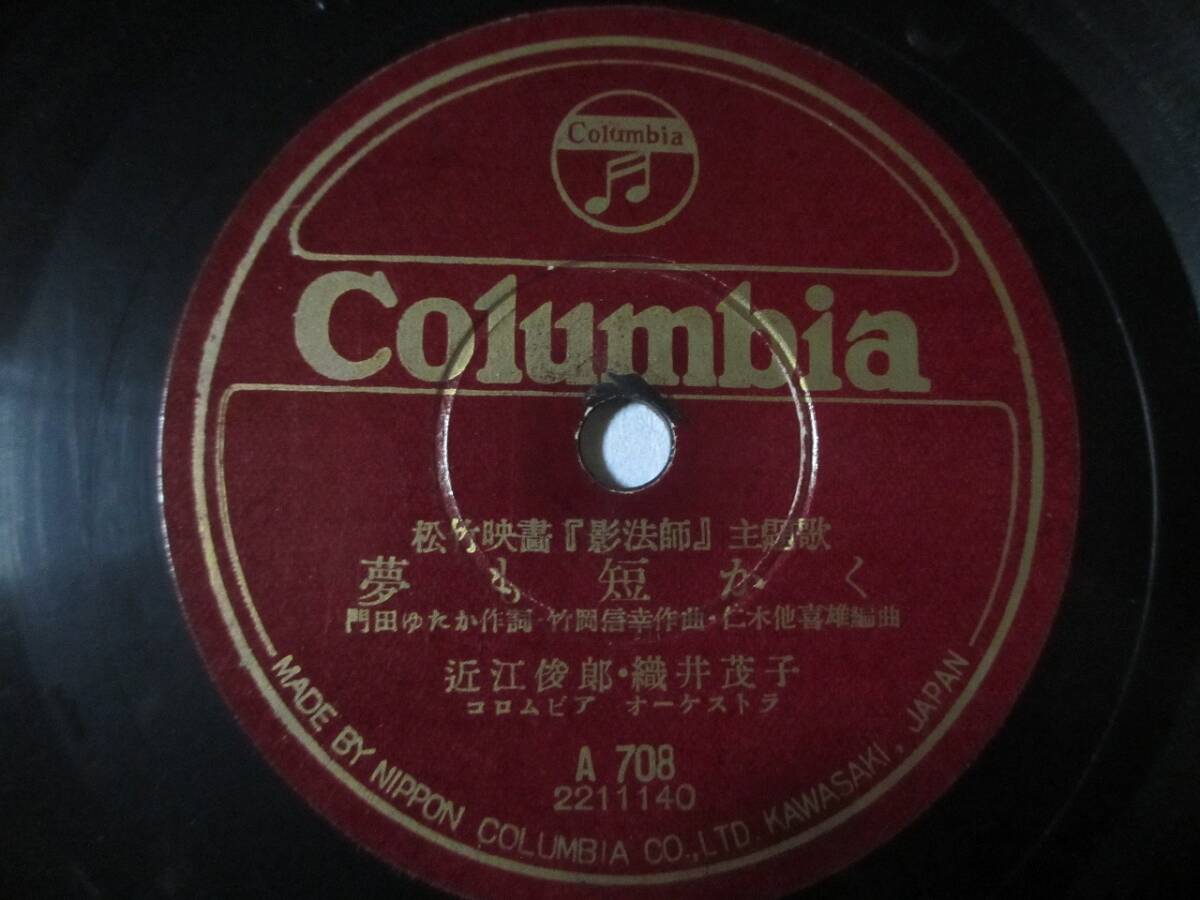 Columbia
Columbia
松竹映畫『影法師』主題歌
夢も短かく
門田ゆたか作詞・竹岡信幸作曲・仁木他喜雄編曲
近江俊郎・織井茂子
コロムビア オーケストラ
A 708
2211140
MADE BY NIPPON COLUMBIA CO.,LTD. KAWASAKI, JAPAN